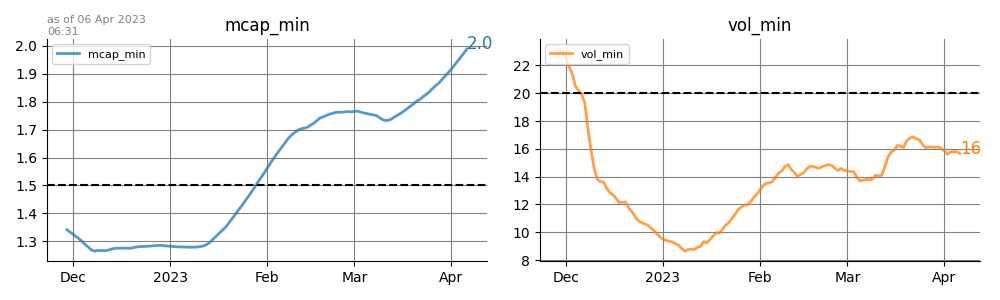 as of 06 Apr 2023
06:31
mcap_min
mcap_min
2.0
2.0
1.9
1.8
1.7
1.6
1.5
1.4
1.3
Dec
2023
Feb
Mar
Apr
vol_min
vol_min
16
22
20
18
16
14
12
10
8
Dec
2023
Feb
Mar
Apr